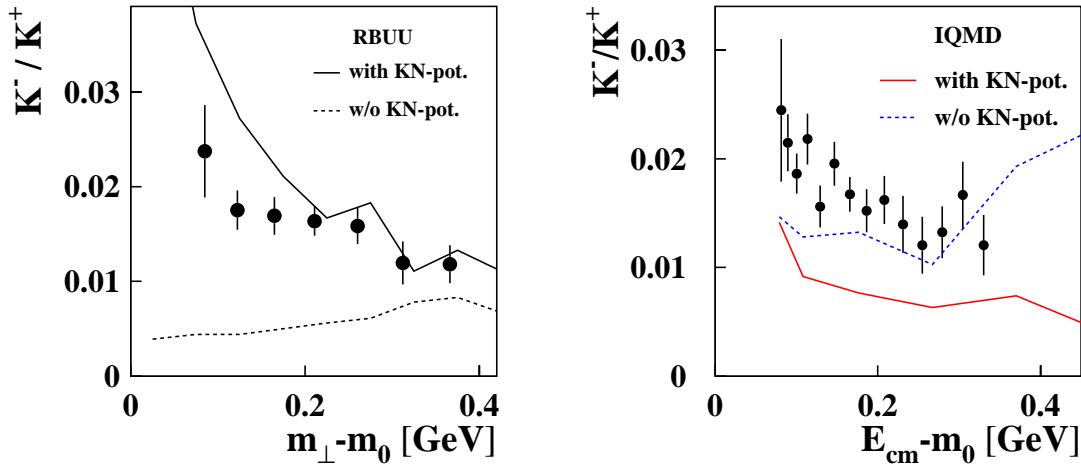 K⁻ / K⁺
RBUU
with KN-pot.
w/o KN-pot.
0.03
0.02
0.01
0
0 0.2 0.4
m⊥-m₀ [GeV]
K⁻/K⁺
IQMD
with KN-pot.
w/o KN-pot.
0.03
0.02
0.01
0
0 0.2 0.4
E_cm-m₀ [GeV]